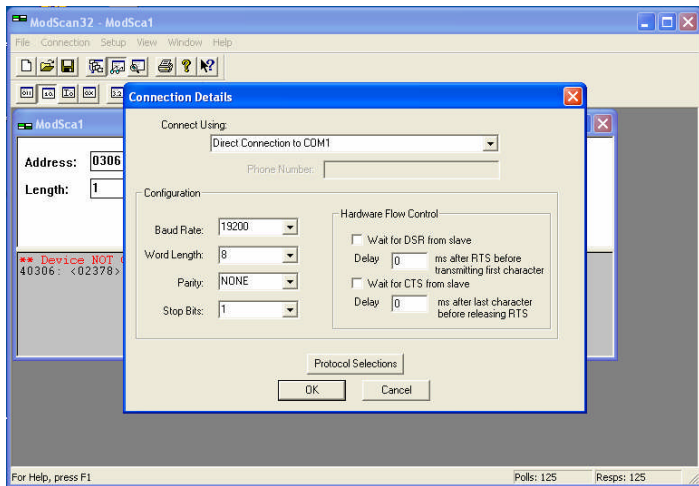 ModScan32 - ModSca1
File Connection Setup View Window Help
ModSca1
Address: 0306
Length: 1
** Device NOT
40306: <02378>
Connection Details
Connect Using:
Direct Connection to COM1
Phone Number:
Configuration
Baud Rate: 19200
Word Length: 8
Parity: NONE
Stop Bits: 1
Hardware Flow Control
Wait for DSR from slave
Delay 0 ms after RTS before
transmitting first character
Wait for CTS from slave
Delay 0 ms after last character
before releasing RTS
Protocol Selections
OK Cancel
For Help, press F1
Polls: 125 Resps: 125